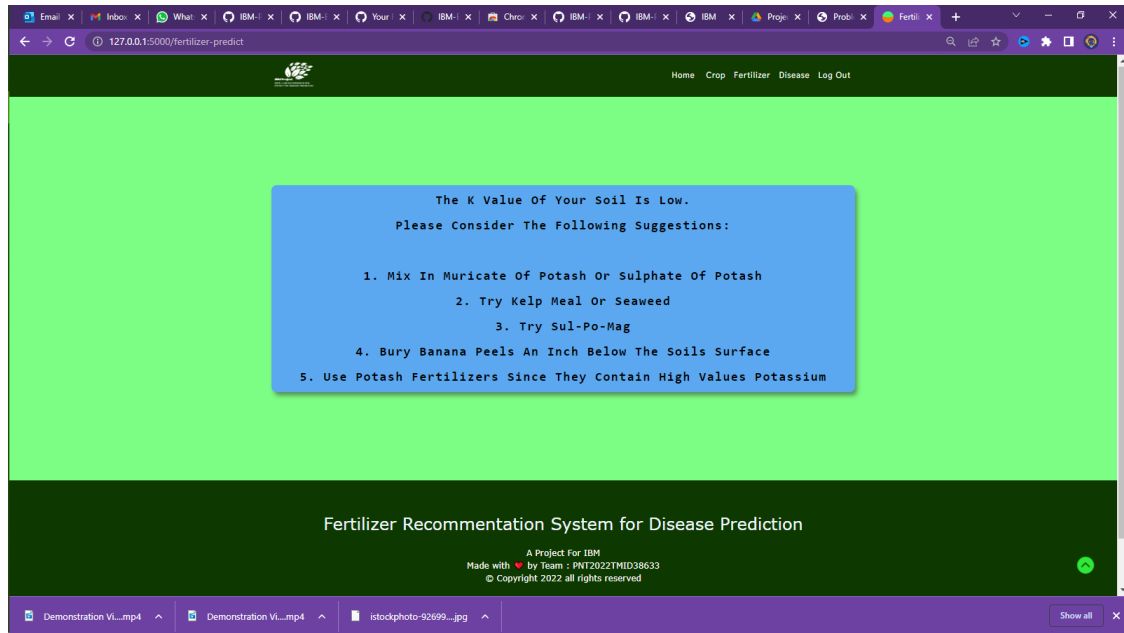 Email
Inbox
What
IBM-
IBM-
Your
IBM-
Chror
IBM-
IBM-
IBM
Proje
Probl
Fertili
127.0.0.1:5000/fertilizer-predict
Home Crop Fertilizer Disease Log Out
The K Value Of Your Soil Is Low.
Please Consider The Following Suggestions:
1. Mix In Muricate Of Potash Or Sulphate Of Potash
2. Try Kelp Meal Or Seaweed
3. Try Sul-Po-Mag
4. Bury Banana Peels An Inch Below The Soils Surface
5. Use Potash Fertilizers Since They Contain High Values Potassium
Fertilizer Recommentation System for Disease Prediction
A Project For IBM
Made with ❤ by Team : PNT2022TMID38633
© Copyright 2022 all rights reserved
Demonstration Vi....mp4
Demonstration Vi....mp4
istockphoto-92699....jpg
Show all